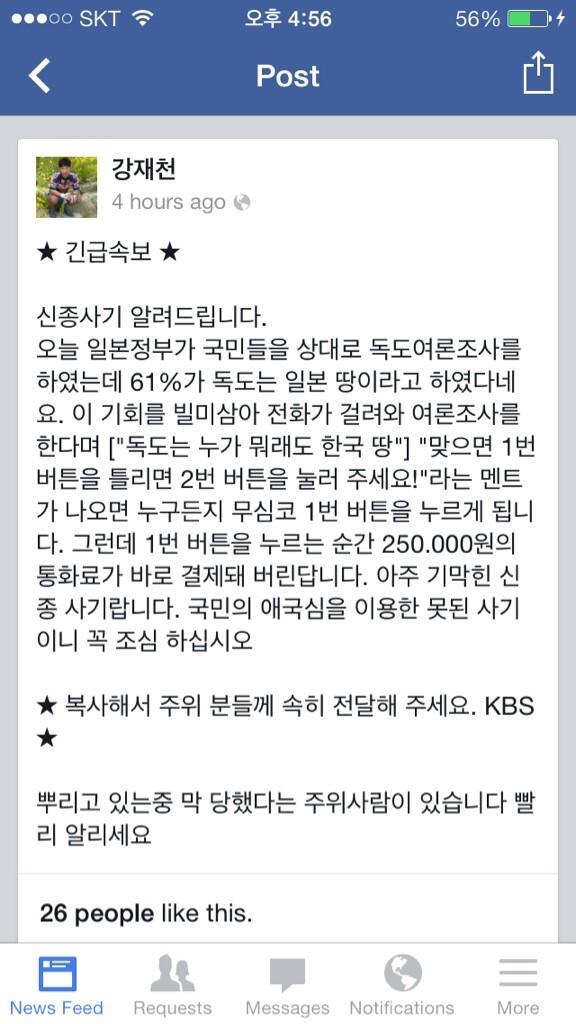 SKT 오후 4:56 56%
Post
강재천
4 hours ago
★ 긴급속보 ★
신종사기 알려드립니다.
오늘 일본정부가 국민들을 상대로 독도여론조사를
하였는데 61%가 독도는 일본 땅이라고 하였다네
요. 이 기회를 빌미삼아 전화가 걸려와 여론조사를
한다며 ["독도는 누가 뭐래도 한국 땅"] "맞으면 1번
버튼을 틀리면 2번 버튼을 눌러 주세요!"라는 멘트
가 나오면 누구든지 무심코 1번 버튼을 누르게 됩니
다. 그런데 1번 버튼을 누르는 순간 250.000원의
통화료가 바로 결제돼 버린답니다. 아주 기막힌 신
종 사기랍니다. 국민의 애국심을 이용한 못된 사기
이니 꼭 조심 하십시오
★ 복사해서 주위 분들께 속히 전달해 주세요. KBS
★
뿌리고 있는중 막 당했다는 주위사람이 있습니다 빨
리 알리세요
26 people like this.
News Feed Requests Messages Notifications More